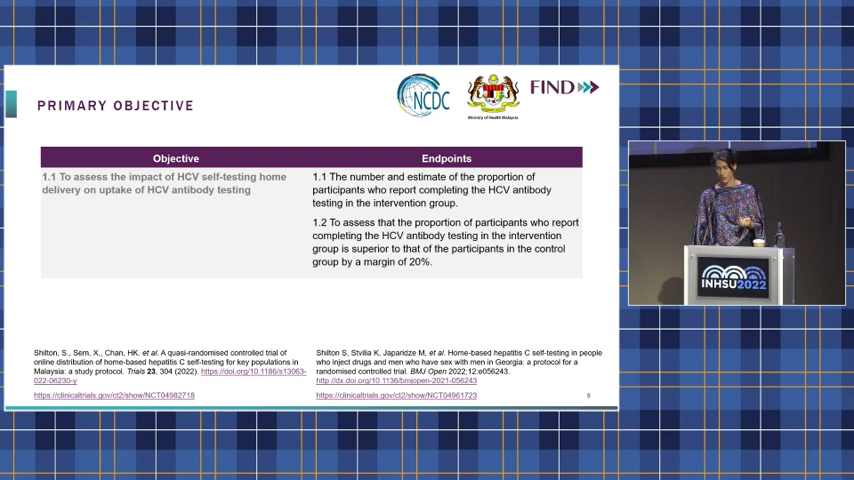 NCDC
Ministry of Health Malaysia
FIND
PRIMARY OBJECTIVE
Objective
Endpoints
1.1 To assess the impact of HCV self-testing home
delivery on uptake of HCV antibody testing
1.1 The number and estimate of the proportion of
participants who report completing the HCV antibody
testing in the intervention group.
1.2 To assess that the proportion of participants who report
completing the HCV antibody testing in the intervention
group is superior to that of the participants in the control
group by a margin of 20%.
INHSU2022
Shilton, S., Sem, X., Chan, HK. et al. A quasi-randomised controlled trial of
online distribution of home-based hepatitis C self-testing for key populations in
Malaysia: a study protocol. Trials 23, 304 (2022). https://doi.org/10.1186/s13063-
022-06230-y
https://clinicaltrials.gov/ct2/show/NCT04982718
Shilton S, Stvilia K, Japaridze M, et al. Home-based hepatitis C self-testing in people
who inject drugs and men who have sex with men in Georgia: a protocol for a
randomised controlled trial. BMJ Open 2022;12:e056243.
http://dx.doi.org/10.1136/bmjopen-2021-056243
https://clinicaltrials.gov/ct2/show/NCT04961723
5